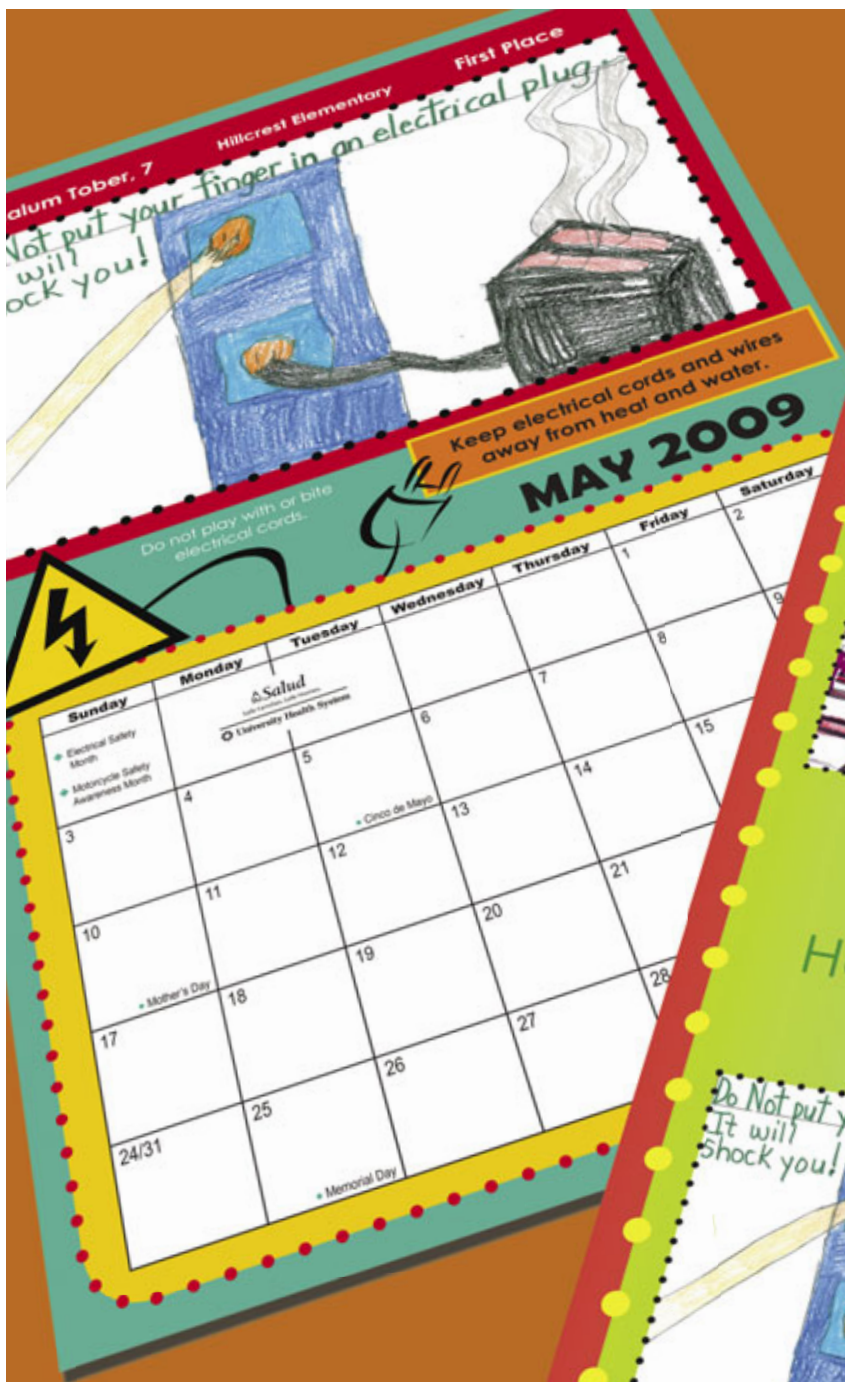 alum Tober, 7 Hillcrest Elementary First Place
Not put your finger in an electrical plug.
will
ock you!
Keep electrical cords and wires
away from heat and water.
Do not play with or bite
electrical cords.
MAY 2009
Sunday Monday Tuesday Wednesday Thursday Friday Saturday
Electrical Safety
Month
Motorcycle Safety
Awareness Month
Salud
University Health System
1 2
3 4 5 6 7 8 9
Cinco de Mayo
10 11 12 13 14 15
Mother's Day
17 18 19 20 21
24/31 25 26 27 28
Memorial Day
H
Do Not put y
It will
shock you!